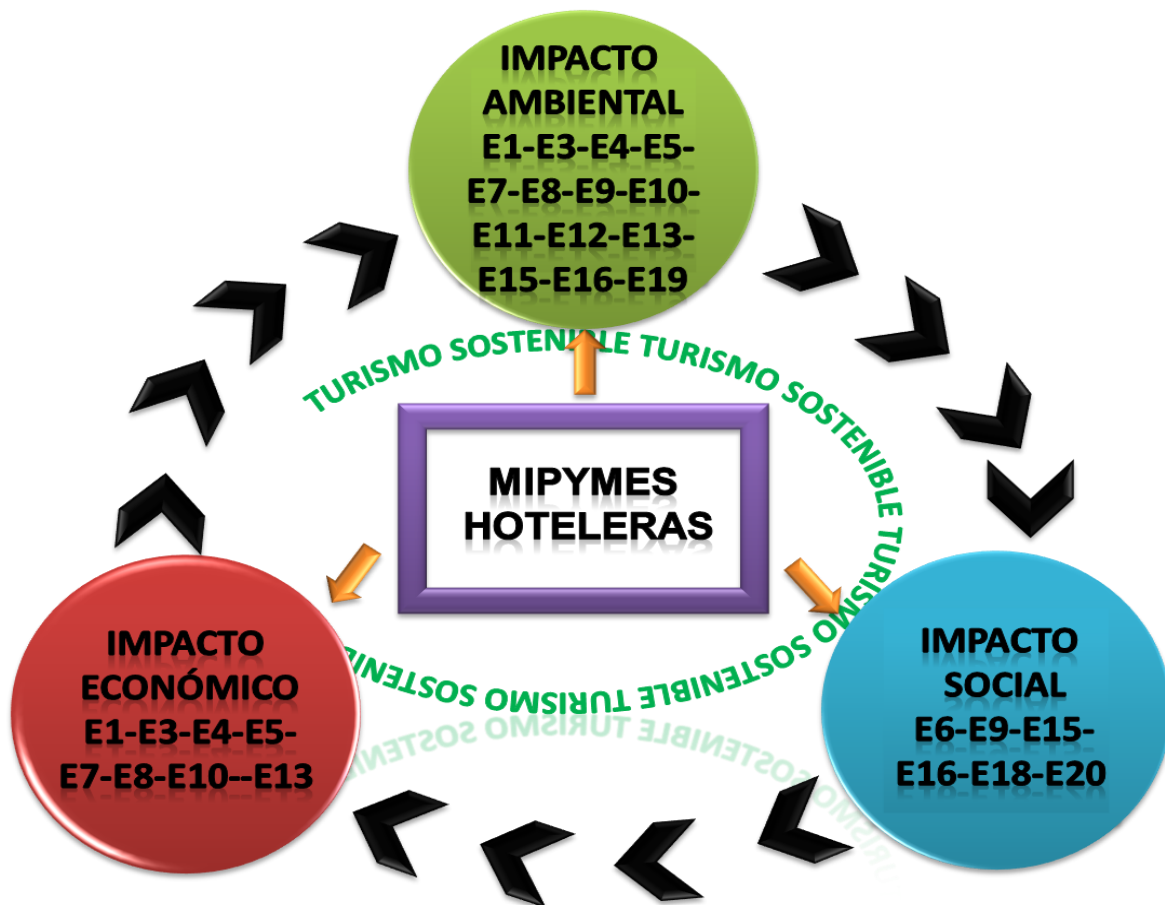 IMPACTO
AMBIENTAL
E1-E3-E4-E5-
E7-E8-E9-E10-
E11-E12-E13-
E15-E16-E19
TURISMO SOSTENIBLE TURISMO SOSTENIBLE TURISMO SOSTENIBLE TURISMO SOSTENIBLE
MIPYMES
HOTELERAS
IMPACTO
ECONÓMICO
E1-E3-E4-E5-
E7-E8-E10--E13
IMPACTO
SOCIAL
E6-E9-E15-
E16-E18-E20